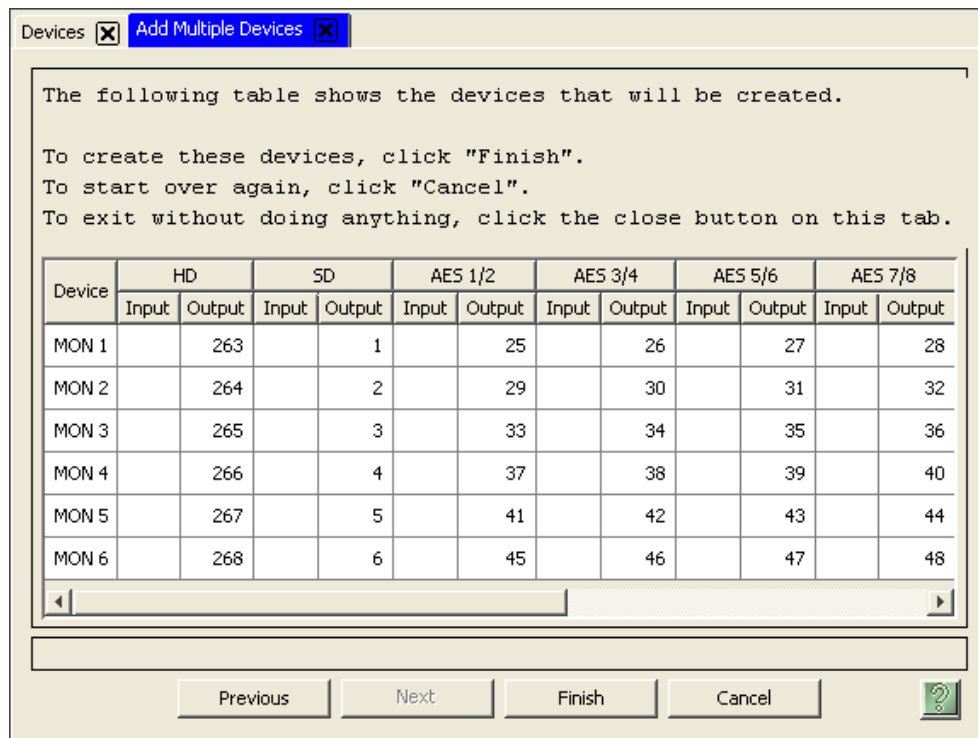 Devices Add Multiple Devices
The following table shows the devices that will be created.
To create these devices, click "Finish".
To start over again, click "Cancel".
To exit without doing anything, click the close button on this tab.
Device HD SD AES 1/2 AES 3/4 AES 5/6 AES 7/8
Input Output Input Output Input Output Input Output Input Output Input Output
MON 1 263 1 25 26 27 28
MON 2 264 2 29 30 31 32
MON 3 265 3 33 34 35 36
MON 4 266 4 37 38 39 40
MON 5 267 5 41 42 43 44
MON 6 268 6 45 46 47 48
Previous Next Finish Cancel ?